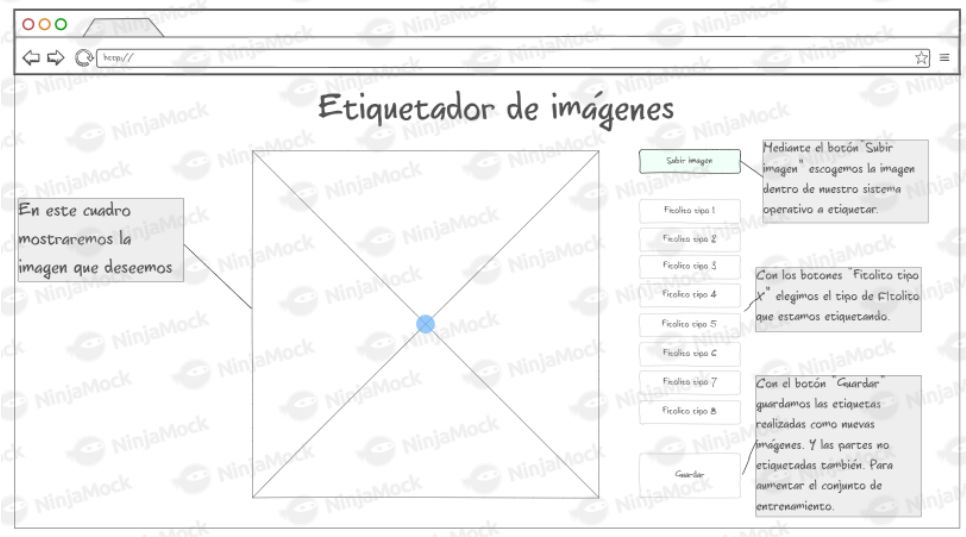 http://
Etiquetador de imágenes
En este cuadro
mostraremos la
imagen que deseemos
Subir imagen
Fitolito tipo 1
Fitolito tipo 2
Fitolito tipo 3
Fitolito tipo 4
Fitolito tipo 5
Fitolito tipo 6
Fitolito tipo 7
Fitolito tipo 8
Guardar
Mediante el botón "Subir
imagen" escogemos la imagen
dentro de nuestro sistema
operativo a etiquetar.
Con los botones "Fitolito tipo
X" elegimos el tipo de fitolito
que estamos etiquetando.
Con el botón "Guardar"
guardamos las etiquetas
realizadas como nuevas
imágenes. Y las partes no
etiquetadas también. Para
aumentar el conjunto de
entrenamiento.
NinjaMock